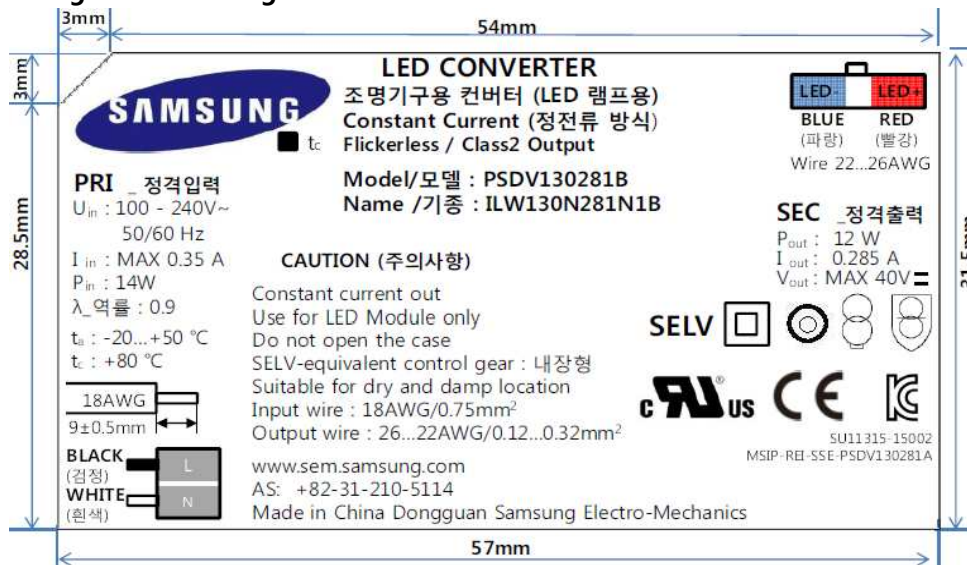 3mm
54mm
3mm
28.5mm
31.5mm
57mm
SAMSUNG
tc
LED CONVERTER
조명기구용 컨버터 (LED 램프용)
Constant Current (정전류 방식)
Flickerless / Class2 Output
Model/모델 : PSDV130281B
Name /기종 : ILW130N281N1B
LED-
LED+
BLUE
RED
(파랑)
(빨강)
Wire 22...26AWG
PRI _ 정격입력
Uin : 100 - 240V~
50/60 Hz
I in : MAX 0.35 A
Pin : 14W
λ_역률 : 0.9
ta : -20...+50 ℃
tc : +80 ℃
18AWG
9±0.5mm
BLACK
(검정)
WHITE
(흰색)
L
N
CAUTION (주의사항)
Constant current out
Use for LED Module only
Do not open the case
SELV-equivalent control gear : 내장형
Suitable for dry and damp location
Input wire : 18AWG/0.75mm²
Output wire : 26...22AWG/0.12...0.32mm²
www.sem.samsung.com
AS: +82-31-210-5114
Made in China Dongguan Samsung Electro-Mechanics
SEC _정격출력
Pout : 12 W
I out : 0.285 A
Vout : MAX 40V
SELV
c RU US ®
CE
KC
SU11315-15002
MSIP-REI-SSE-PSDV130281A